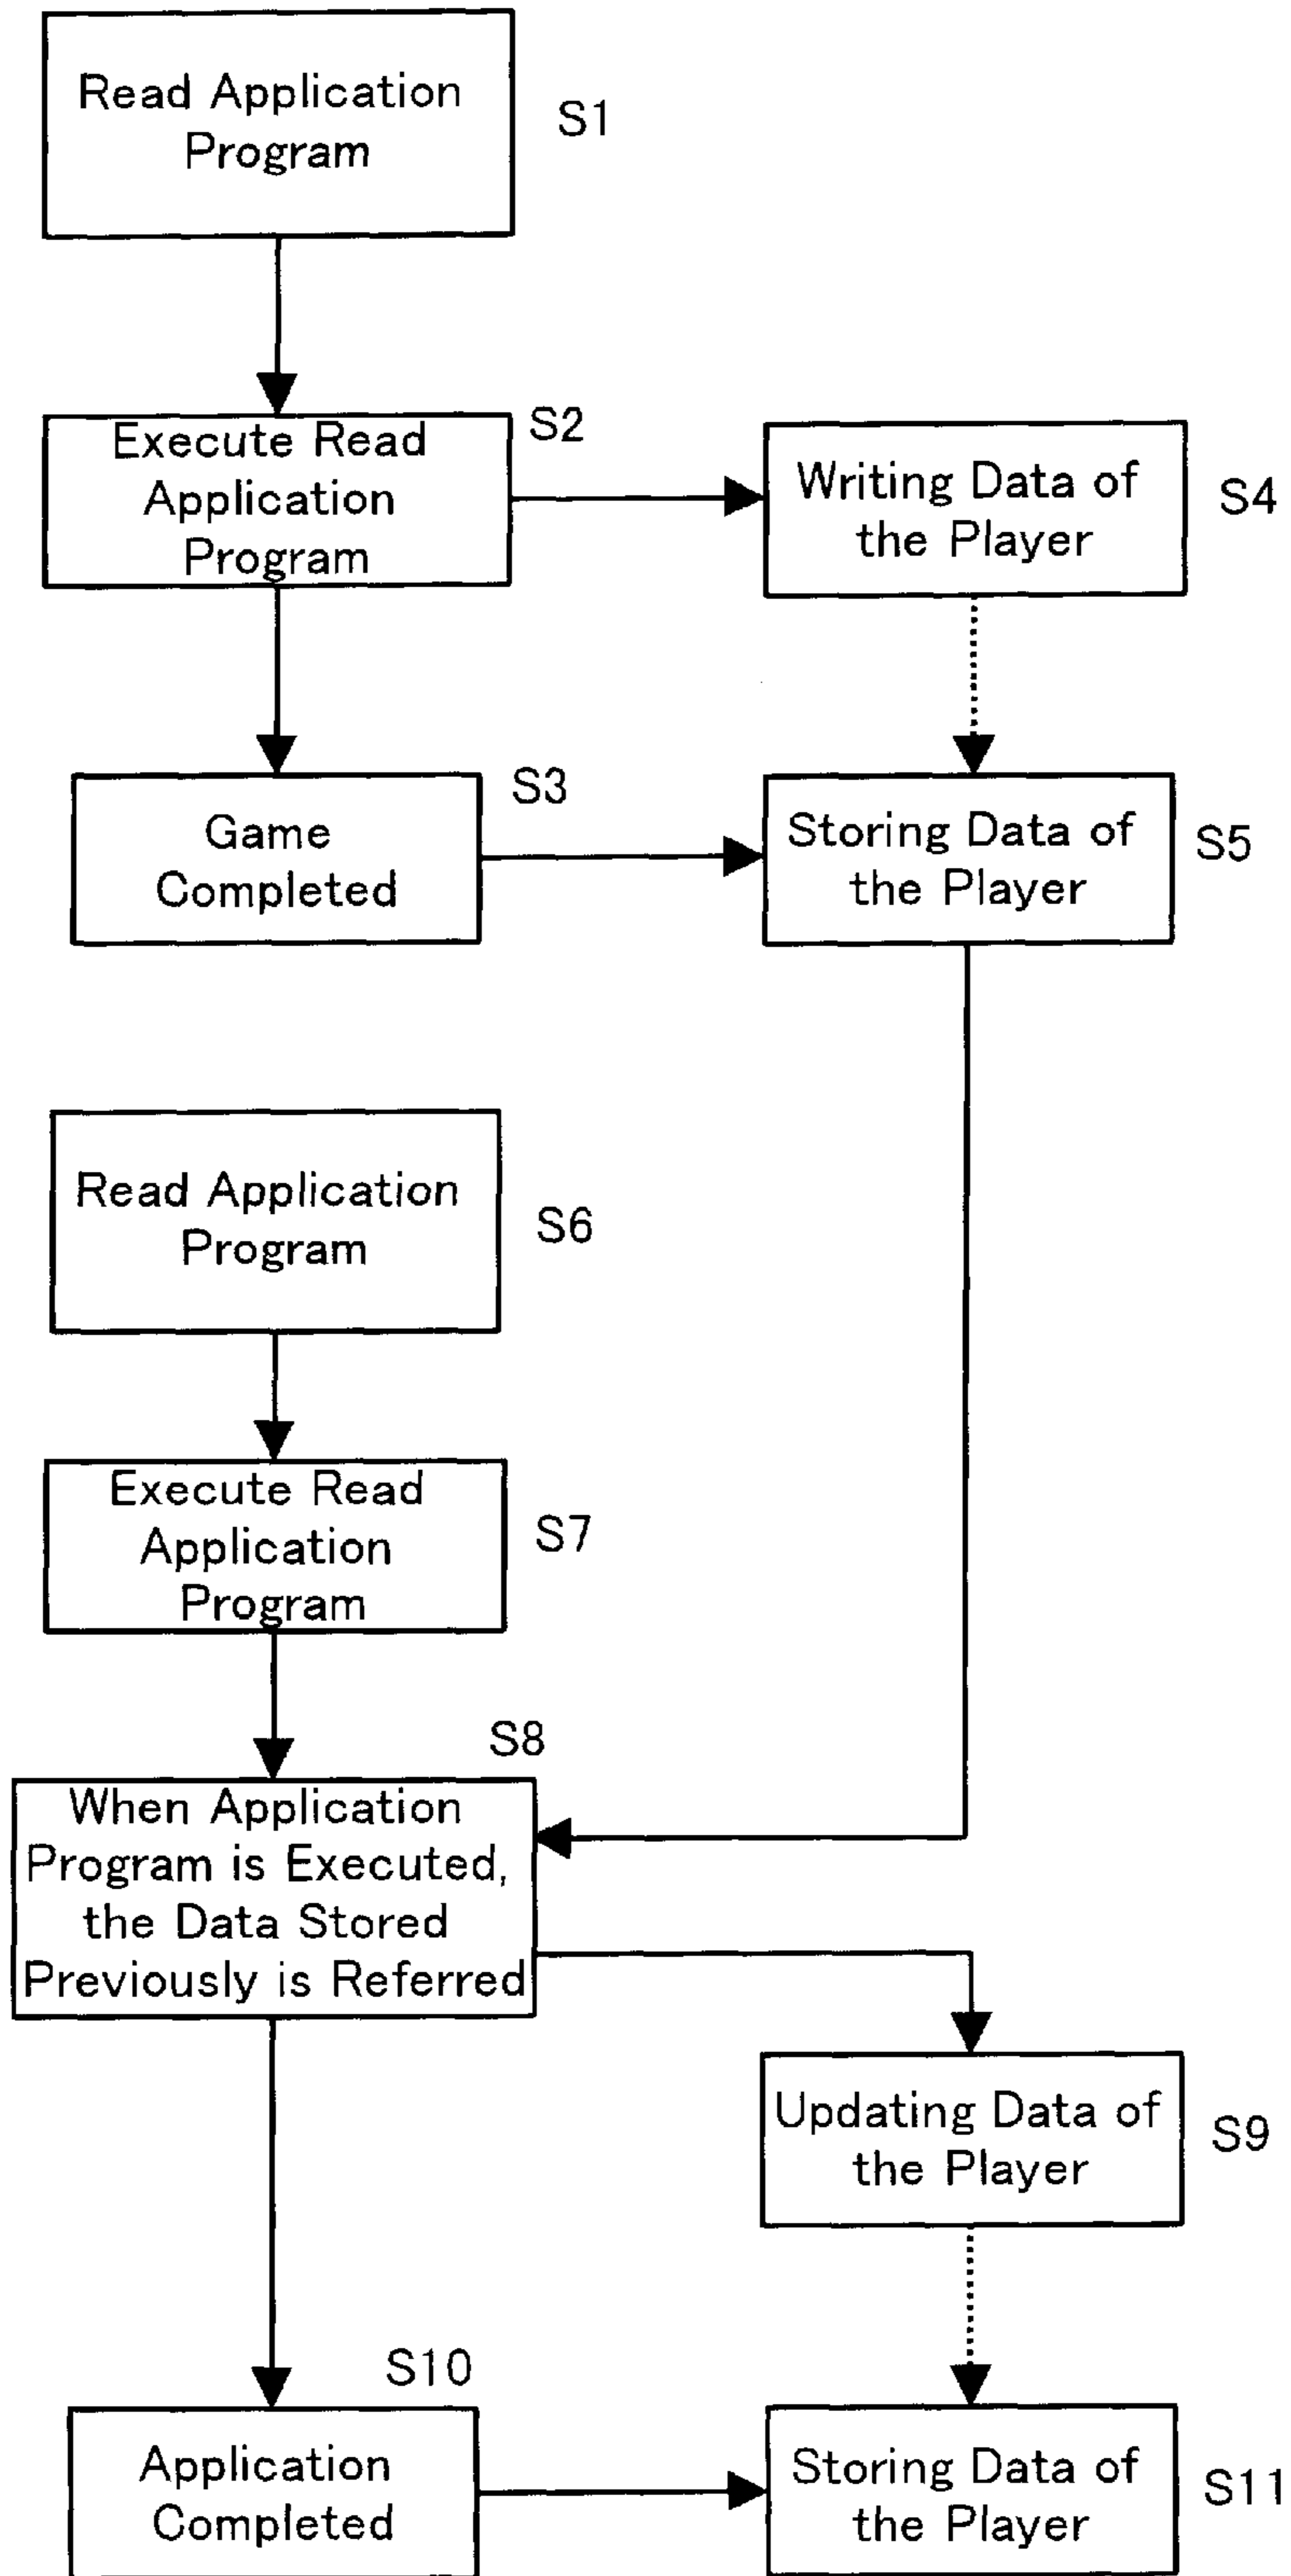 Read Application
Program
S1
S2
Execute Read
Application
Program
Writing Data of
the Player
S4
S3
Game
Completed
Storing Data of
the Player
S5
Read Application
Program
S6
Execute Read
Application
Program
S7
S8
When Application
Program is Executed,
the Data Stored
Previously is Referred
Updating Data of
the Player
S9
S10
Application
Completed
Storing Data of
the Player
S11